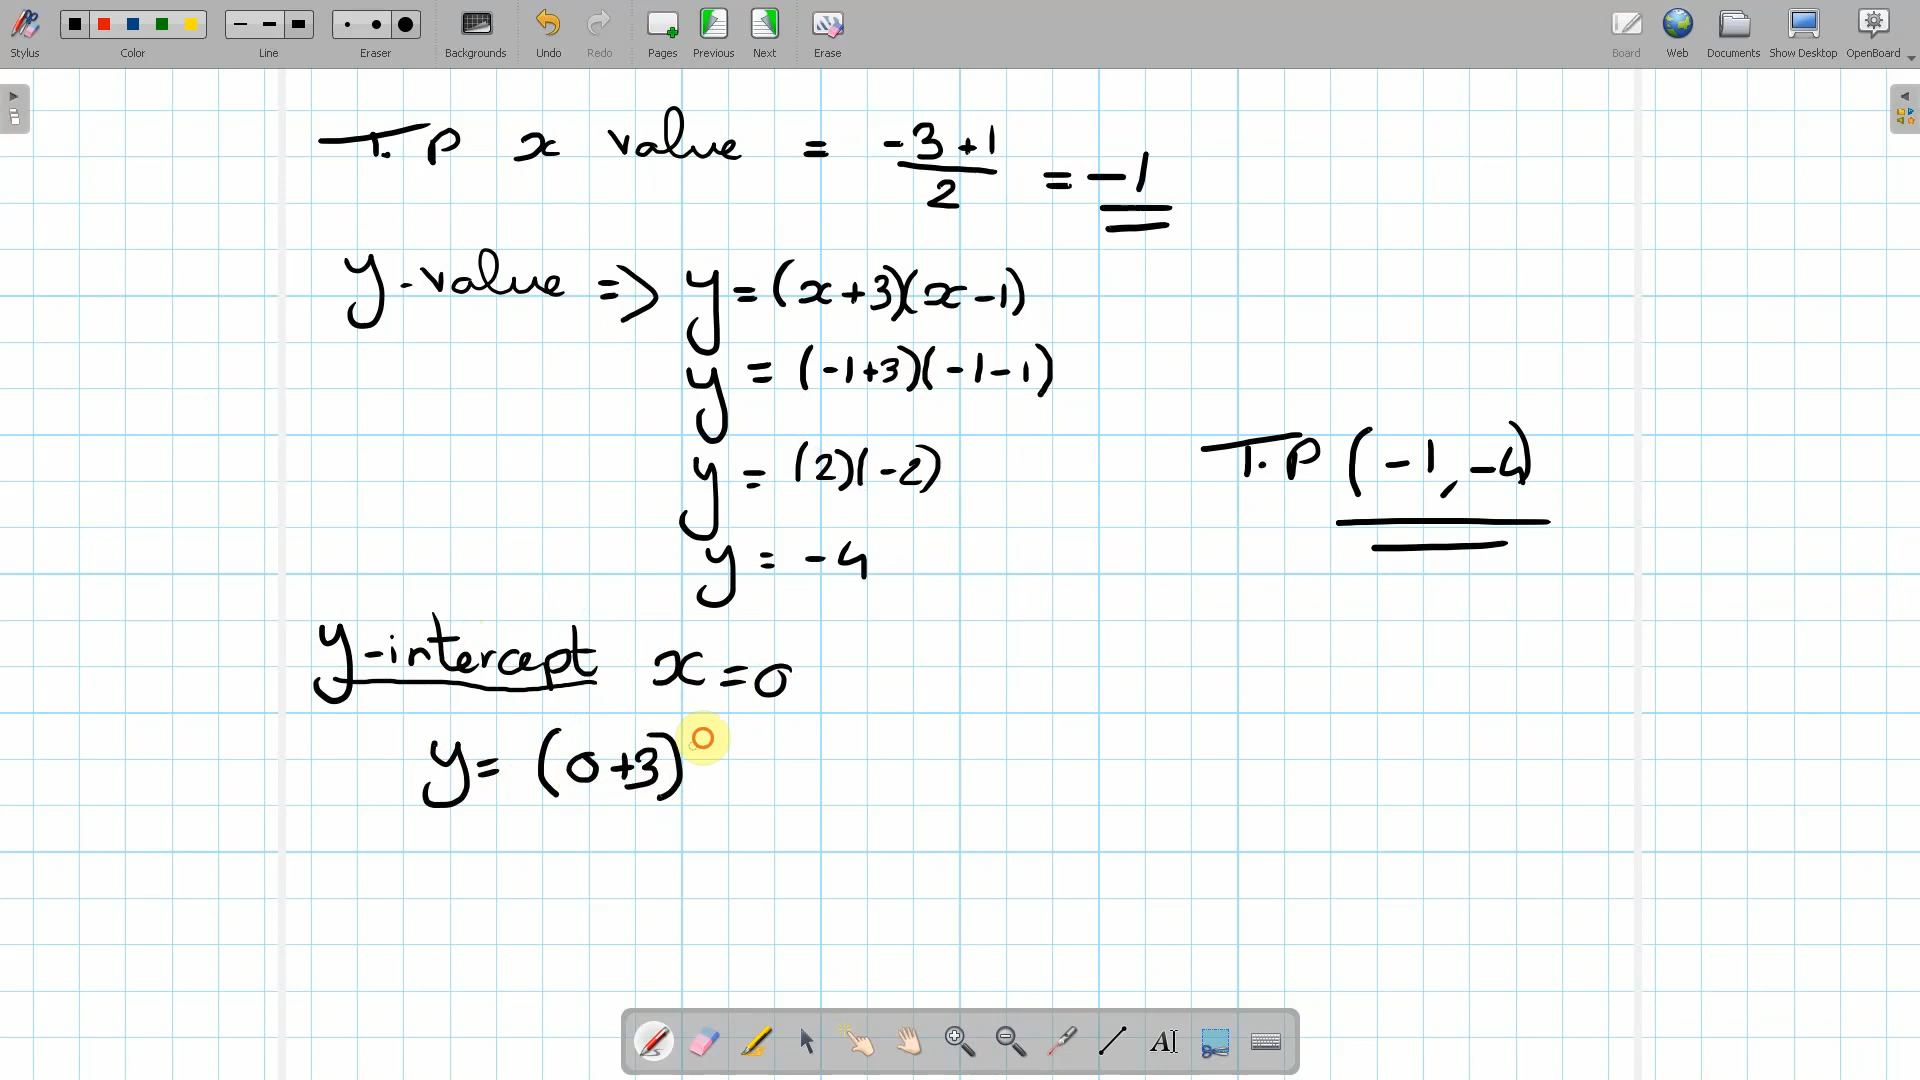 Stylus Color Line Eraser Backgrounds Undo Redo Pages Previous Next Erase Board Web Documents Show Desktop OpenBoard
T.P x value = -3+1/2 = -1
y-value => y=(x+3)(x-1)
y = (-1+3)(-1-1)
T.P (-1,-4)
y = (2)(-2)
y = -4
y-intercept x=0
y= (0+3)